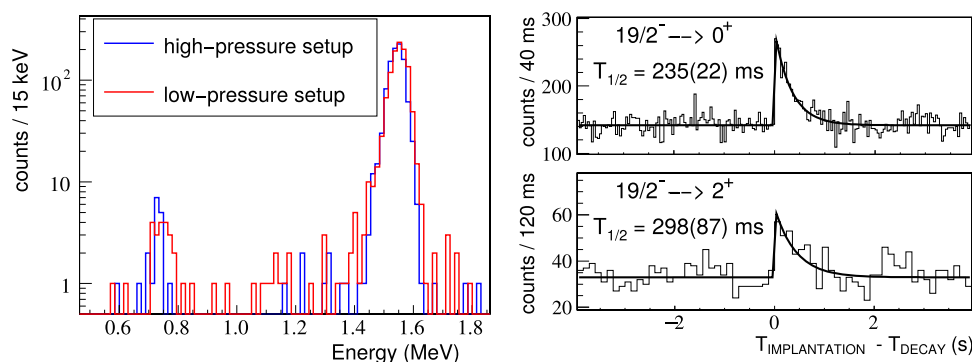 high-pressure setup
low-pressure setup
counts / 15 keV
10²
10
1
0.6 0.8 1.0 1.2 1.4 1.6 1.8
Energy (MeV)
19/2⁻ --> 0⁺
T1/2 = 235(22) ms
counts / 40 ms
300
200
100
19/2⁻ --> 2⁺
T1/2 = 298(87) ms
counts / 120 ms
60
40
20
−2 0 2
TIMPLANTATION - TDECAY (s)